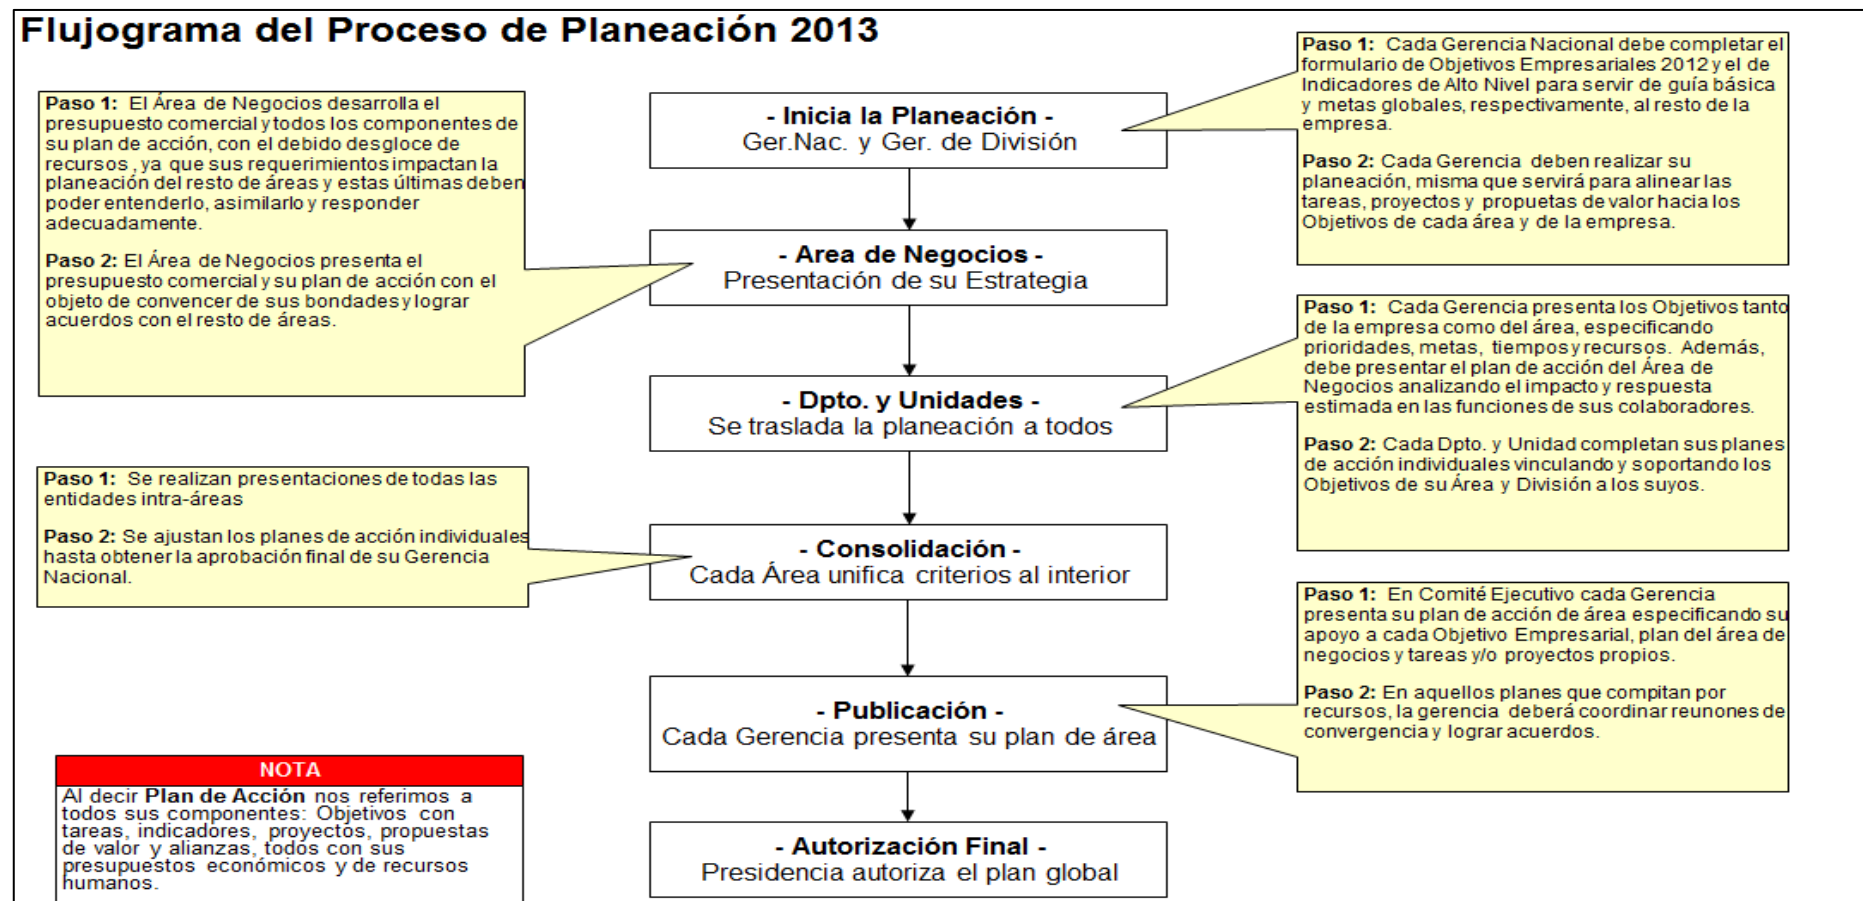 Flujograma del Proceso de Planeación 2013
Paso 1: El Área de Negocios desarrolla el
presupuesto comercial y todos los componentes de
su plan de acción, con el debido desgloce de
recursos , ya que sus requerimientos impactan la
planeación del resto de áreas y estas últimas deben
poder entenderlo, asimilarlo y responder
adecuadamente.
Paso 2: El Área de Negocios presenta el
presupuesto comercial y su plan de acción con el
objeto de convencer de sus bondades y lograr
acuerdos con el resto de áreas.
- Inicia la Planeación -
Ger.Nac. y Ger. de División
Paso 1: Cada Gerencia Nacional debe completar el
formulario de Objetivos Empresariales 2012 y el de
Indicadores de Alto Nivel para servir de guía básica
y metas globales, respectivamente, al resto de la
empresa.
Paso 2: Cada Gerencia deben realizar su
planeación, misma que servirá para alinear las
tareas, proyectos y propuetas de valor hacia los
Objetivos de cada área y de la empresa.
- Area de Negocios -
Presentación de su Estrategia
Paso 1: Cada Gerencia presenta los Objetivos tanto
de la empresa como del área, especificando
prioridades, metas, tiempos y recursos. Además,
debe presentar el plan de acción del Área de
Negocios analizando el impacto y respuesta
estimada en las funciones de sus colaboradores.
Paso 2: Cada Dpto. y Unidad completan sus planes
de acción individuales vinculando y soportando los
Objetivos de su Área y División a los suyos.
- Dpto. y Unidades -
Se traslada la planeación a todos
Paso 1: Se realizan presentaciones de todas las
entidades intra-áreas
Paso 2: Se ajustan los planes de acción individuales
hasta obtener la aprobación final de su Gerencia
Nacional.
- Consolidación -
Cada Área unifica criterios al interior
Paso 1: En Comité Ejecutivo cada Gerencia
presenta su plan de acción de área especificando su
apoyo a cada Objetivo Empresarial, plan del área de
negocios y tareas y/o proyectos propios.
Paso 2: En aquellos planes que compitan por
recursos, la gerencia deberá coordinar reunones de
convergencia y lograr acuerdos.
- Publicación -
Cada Gerencia presenta su plan de área
NOTA
Al decir Plan de Acción nos referimos a
todos sus componentes: Objetivos con
tareas, indicadores, proyectos, propuestas
de valor y alianzas, todos con sus
presupuestos económicos y de recursos
humanos.
- Autorización Final -
Presidencia autoriza el plan global